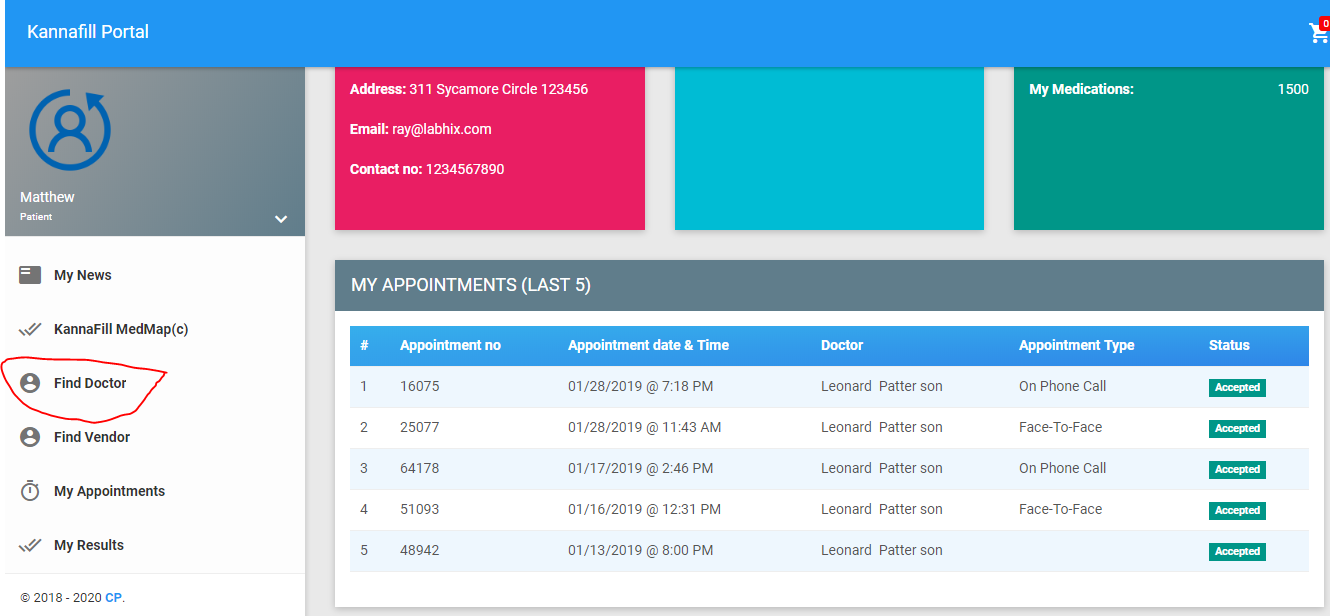 Kannafill Portal
0
Matthew
Patient
My News
KannaFill MedMap(c)
Find Doctor
Find Vendor
My Appointments
My Results
© 2018 - 2020 CP.
Address: 311 Sycamore Circle 123456
Email: ray@labhix.com
Contact no: 1234567890
My Medications: 1500
MY APPOINTMENTS (LAST 5)
# Appointment no Appointment date & Time Doctor Appointment Type Status
1 16075 01/28/2019 @ 7:18 PM Leonard Patter son On Phone Call Accepted
2 25077 01/28/2019 @ 11:43 AM Leonard Patter son Face-To-Face Accepted
3 64178 01/17/2019 @ 2:46 PM Leonard Patter son On Phone Call Accepted
4 51093 01/16/2019 @ 12:31 PM Leonard Patter son Face-To-Face Accepted
5 48942 01/13/2019 @ 8:00 PM Leonard Patter son Accepted